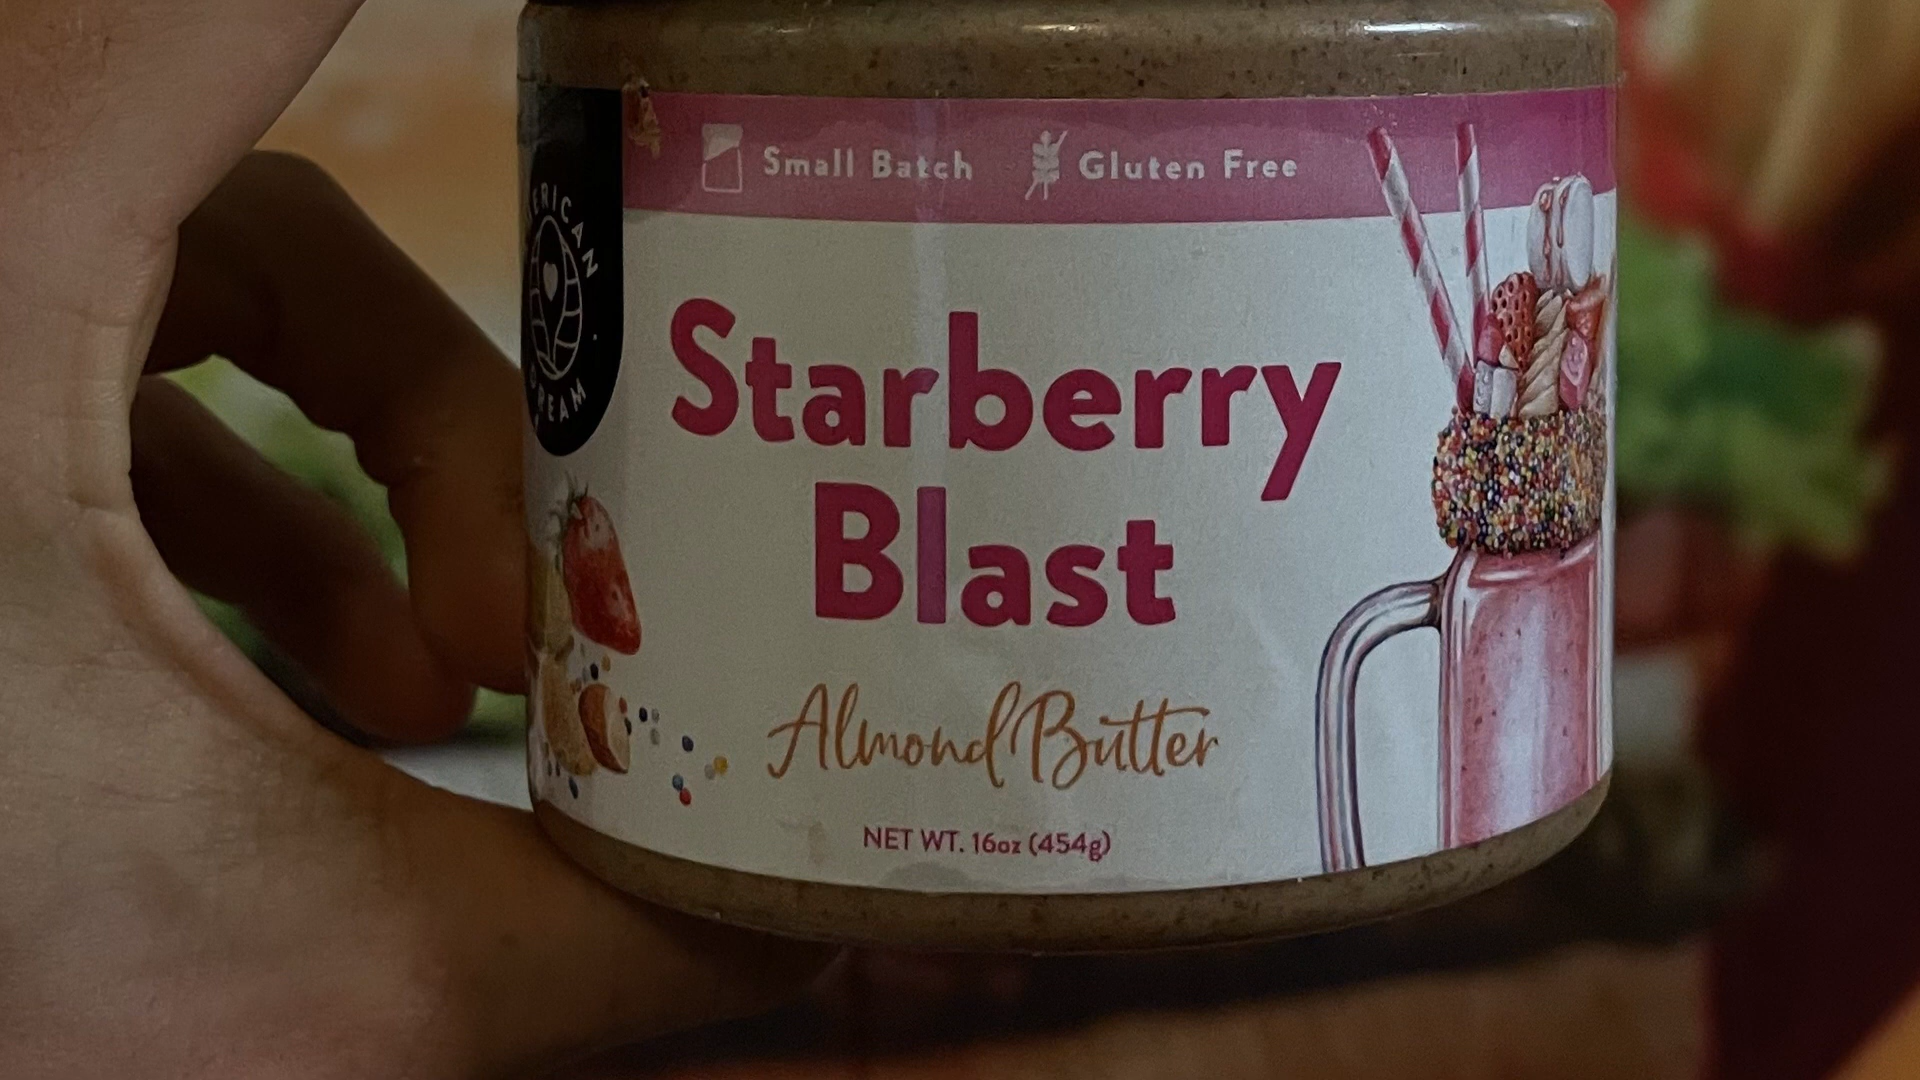 Small Batch
Gluten Free
Starberry
Blast
Almond Butter
NET WT. 16oz (454g)